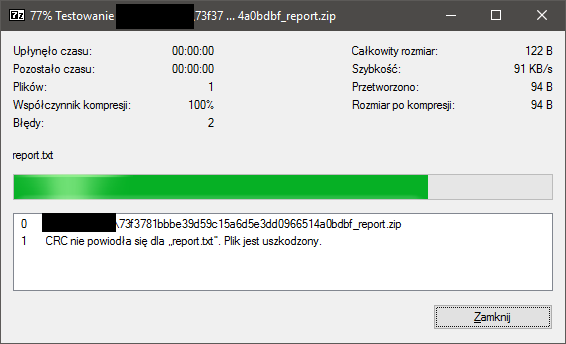 7z 77% Testowanie \73f37 ... 4a0bdbf_report.zip
Upłynęło czasu: 00:00:00 Całkowity rozmiar: 122 B
Pozostało czasu: 00:00:00 Szybkość: 91 KB/s
Plików: 1 Przetworzono: 94 B
Współczynnik kompresji: 100% Rozmiar po kompresji: 94 B
Błędy: 2
report.txt
0 \73f3781bbbe39d59c15a6d5e3dd0966514a0bdbf_report.zip
1 CRC nie powiodła się dla „report.txt”. Plik jest uszkodzony.
Zamknij